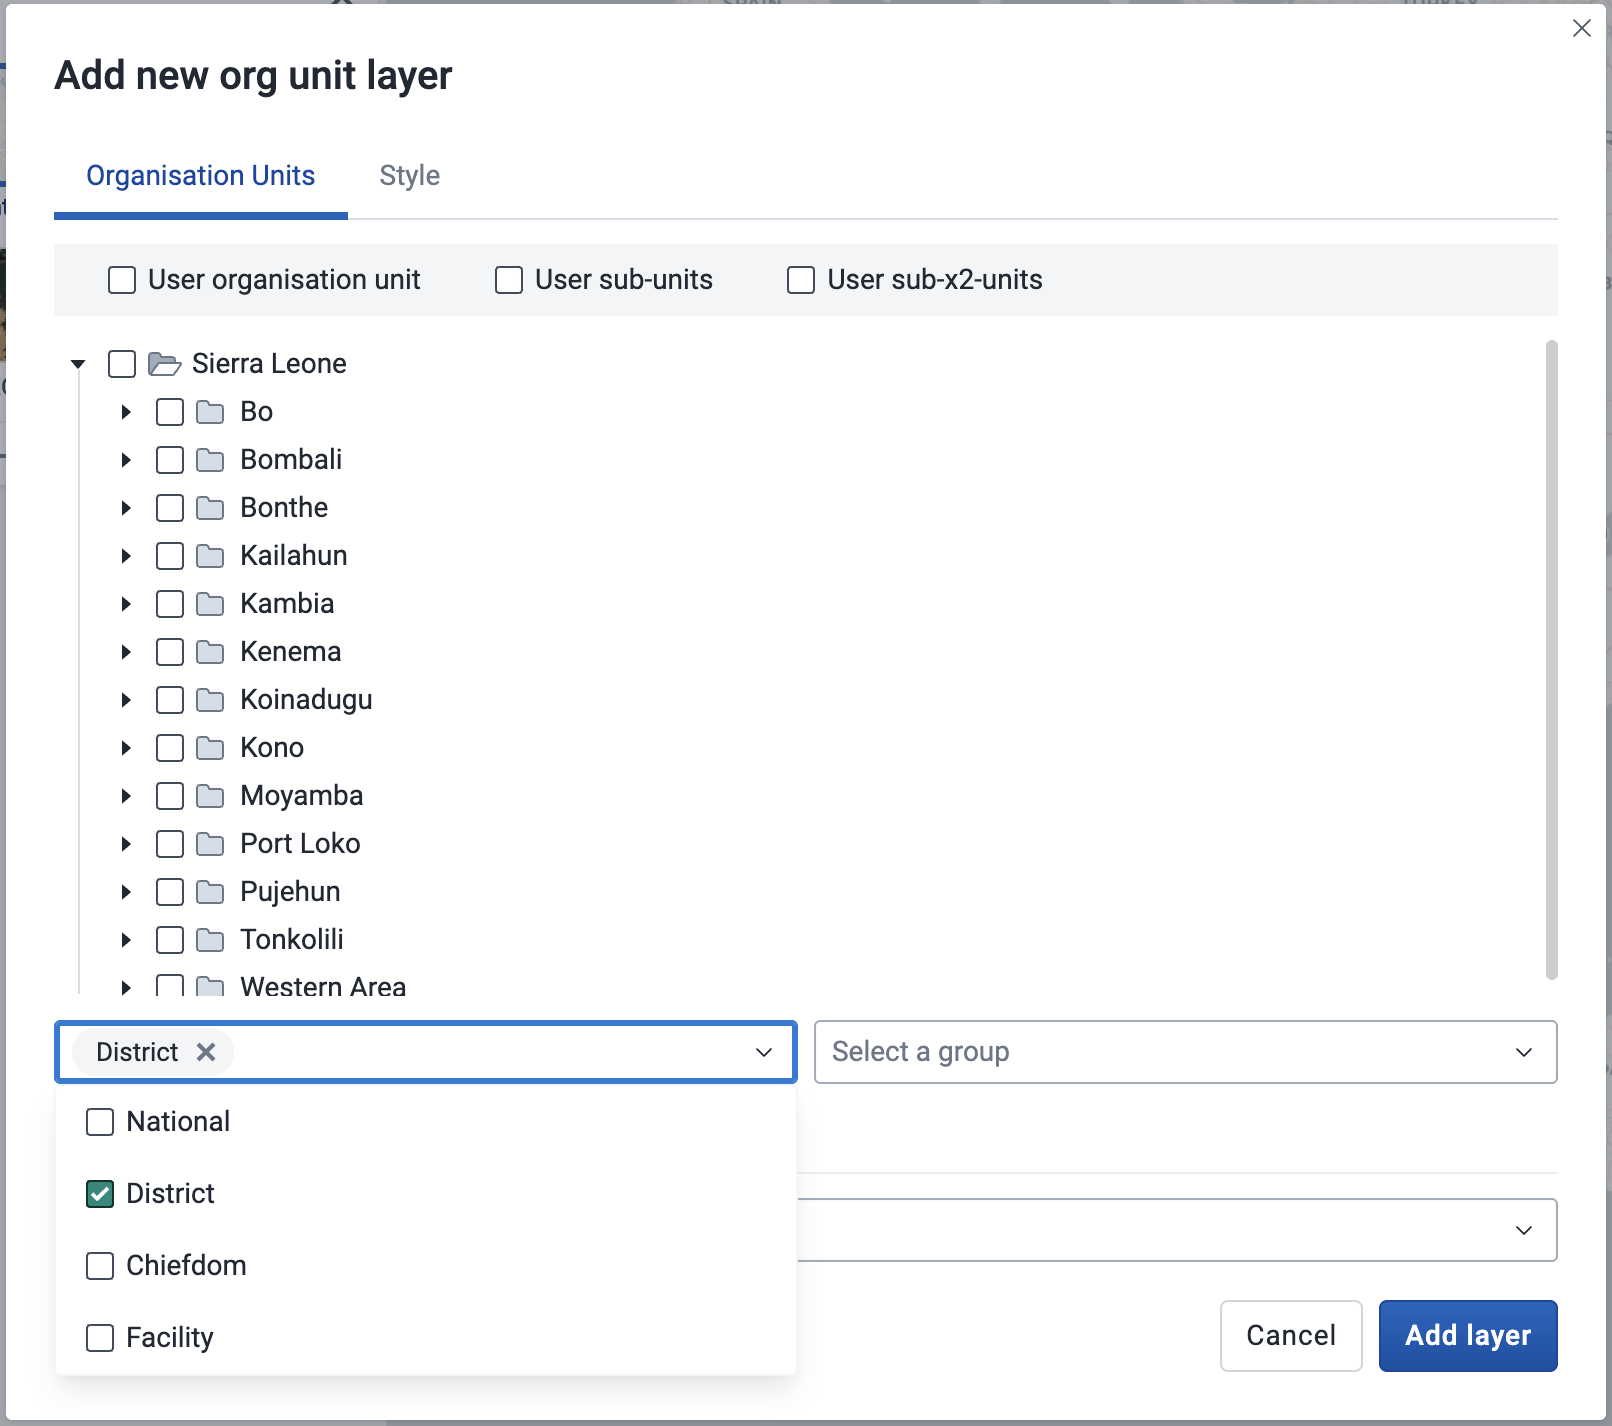 Add new org unit layer
Organisation Units Style
User organisation unit User sub-units User sub-x2-units
Sierra Leone
Bo
Bombali
Bonthe
Kailahun
Kambia
Kenema
Koinadugu
Kono
Moyamba
Port Loko
Pujehun
Tonkolili
Western Area
District Select a group
National
District
Chiefdom
Facility
Cancel Add layer